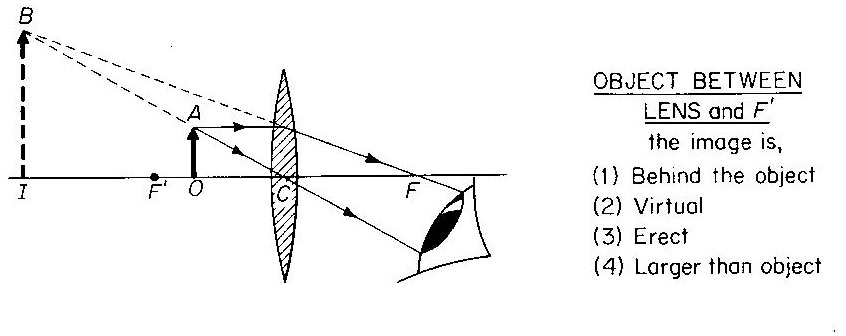 B
A
I
F'
O
C
F
OBJECT BETWEEN
LENS and F'
the image is,
(1) Behind the object
(2) Virtual
(3) Erect
(4) Larger than object